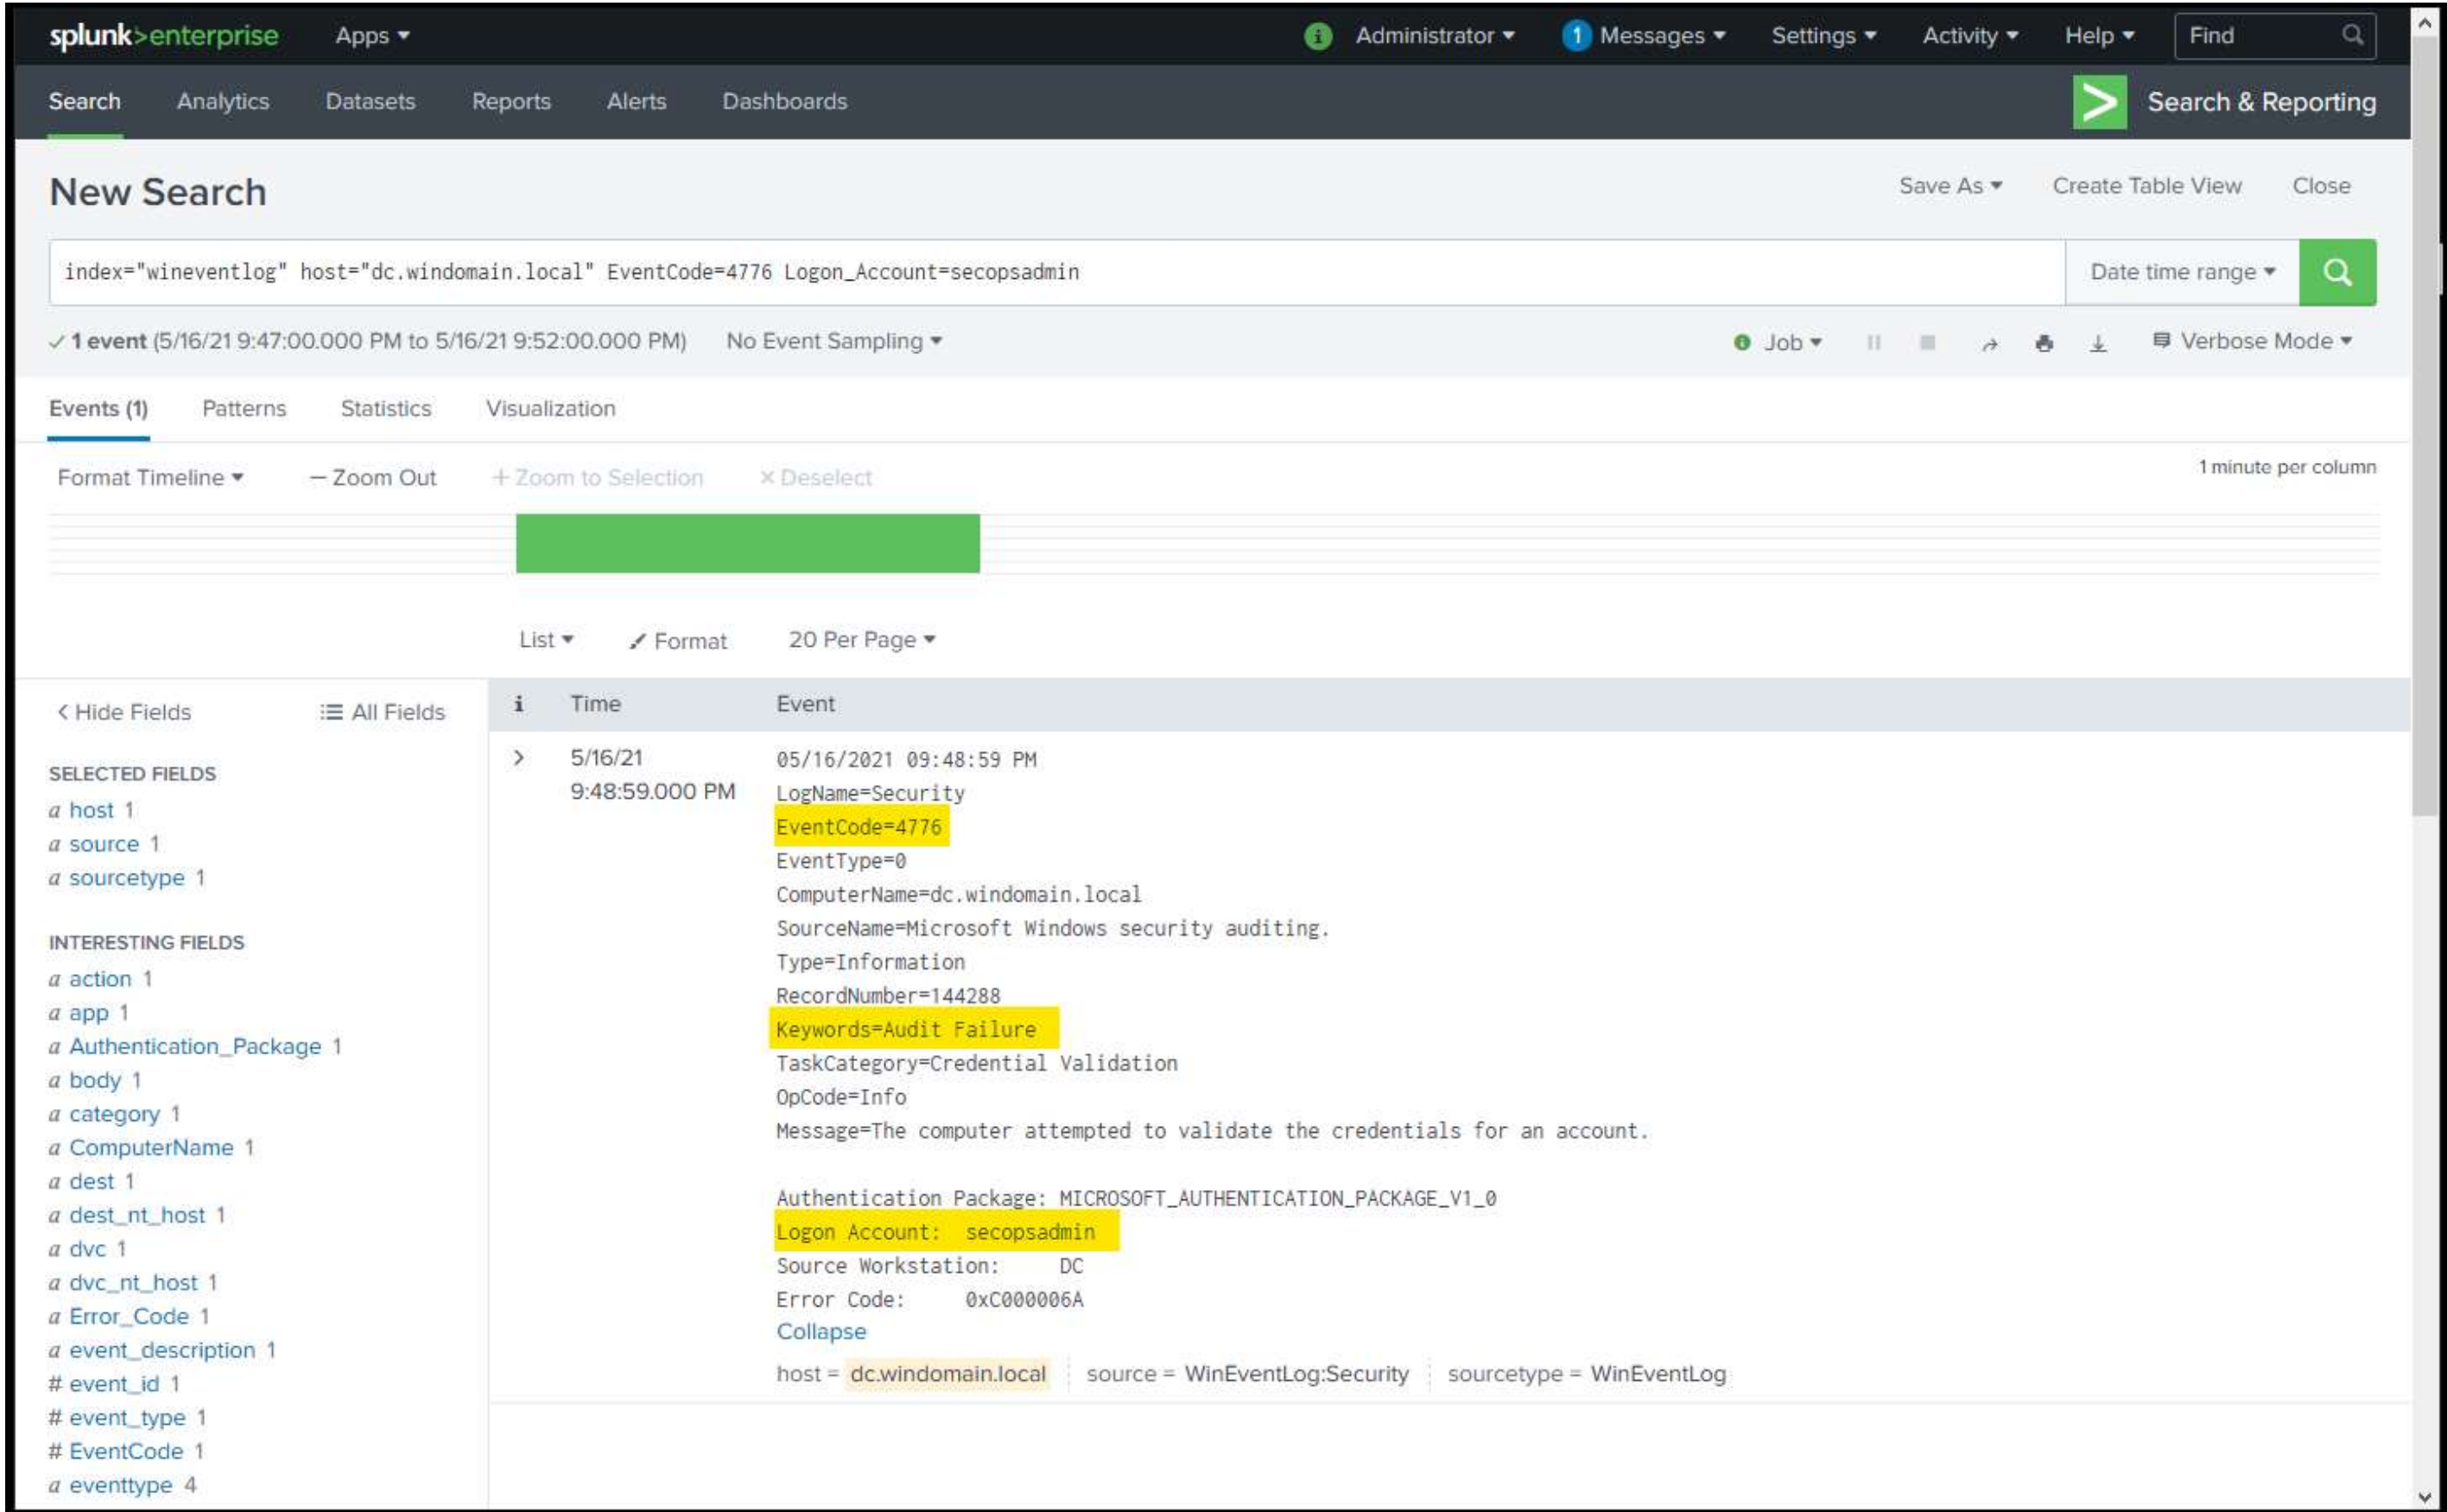 splunk>enterprise Apps Administrator 1 Messages Settings Activity Help Find
Search Analytics Datasets Reports Alerts Dashboards Search & Reporting
New Search
Save As Create Table View Close
index="wineventlog" host="dc.windomain.local" EventCode=4776 Logon_Account=secopsadmin Date time range
✓ 1 event (5/16/21 9:47:00.000 PM to 5/16/21 9:52:00.000 PM) No Event Sampling Job Verbose Mode
Events (1) Patterns Statistics Visualization
Format Timeline — Zoom Out + Zoom to Selection × Deselect 1 minute per column
List Format 20 Per Page
< Hide Fields All Fields
SELECTED FIELDS
a host 1
a source 1
a sourcetype 1
INTERESTING FIELDS
a action 1
a app 1
a Authentication_Package 1
a body 1
a category 1
a ComputerName 1
a dest 1
a dest_nt_host 1
a dvc 1
a dvc_nt_host 1
a Error_Code 1
a event_description 1
# event_id 1
# event_type 1
# EventCode 1
a eventtype 4
i Time Event
> 5/16/21
9:48:59.000 PM
05/16/2021 09:48:59 PM
LogName=Security
EventCode=4776
EventType=0
ComputerName=dc.windomain.local
SourceName=Microsoft Windows security auditing.
Type=Information
RecordNumber=144288
Keywords=Audit Failure
TaskCategory=Credential Validation
OpCode=Info
Message=The computer attempted to validate the credentials for an account.
Authentication Package: MICROSOFT_AUTHENTICATION_PACKAGE_V1_0
Logon Account: secopsadmin
Source Workstation: DC
Error Code: 0xC000006A
Collapse
host = dc.windomain.local source = WinEventLog:Security sourcetype = WinEventLog